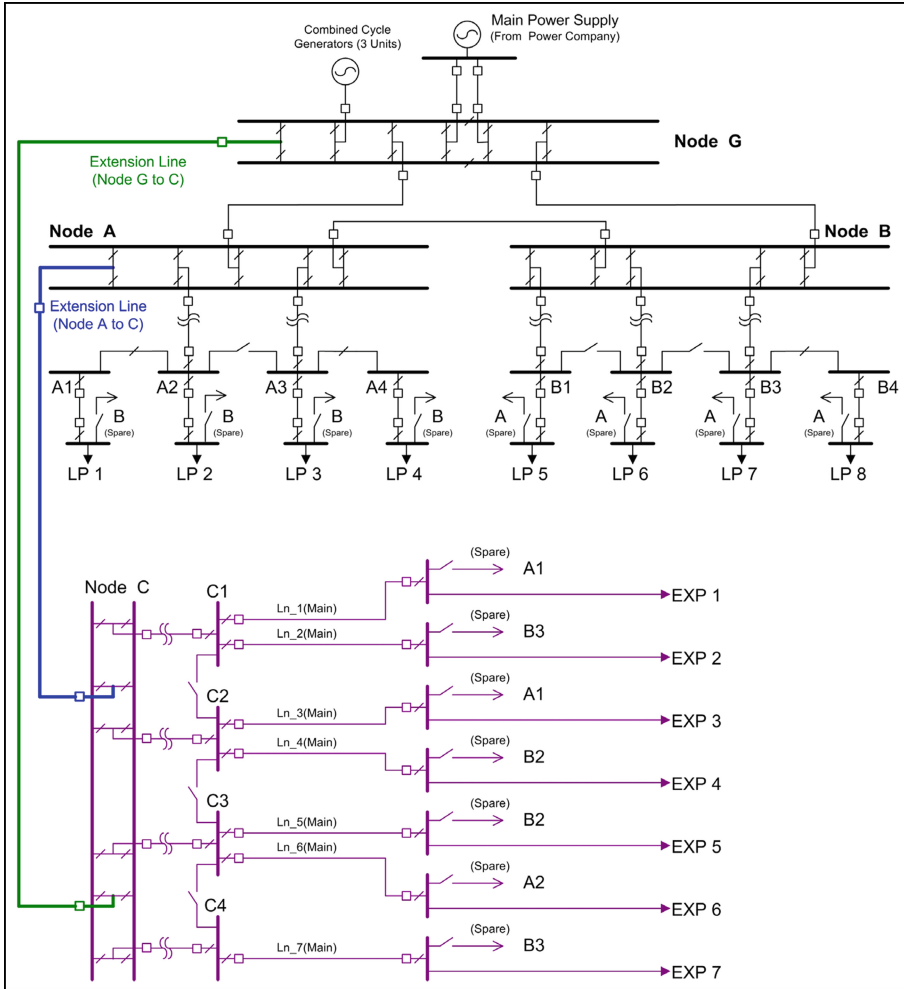 Main Power Supply
(From Power Company)
Combined Cycle
Generators (3 Units)
Node G
Extension Line
(Node G to C)
Node A
Node B
Extension Line
(Node A to C)
A1
A2
A3
A4
B1
B2
B3
B4
B
(Spare)
B
(Spare)
B
(Spare)
B
(Spare)
A
(Spare)
A
(Spare)
A
(Spare)
A
(Spare)
LP 1
LP 2
LP 3
LP 4
LP 5
LP 6
LP 7
LP 8
Node C
C1
Ln_1(Main)
(Spare)
A1
EXP 1
Ln_2(Main)
(Spare)
B3
EXP 2
C2
Ln_3(Main)
(Spare)
A1
EXP 3
Ln_4(Main)
(Spare)
B2
EXP 4
C3
Ln_5(Main)
(Spare)
B2
EXP 5
Ln_6(Main)
(Spare)
A2
EXP 6
C4
Ln_7(Main)
(Spare)
B3
EXP 7